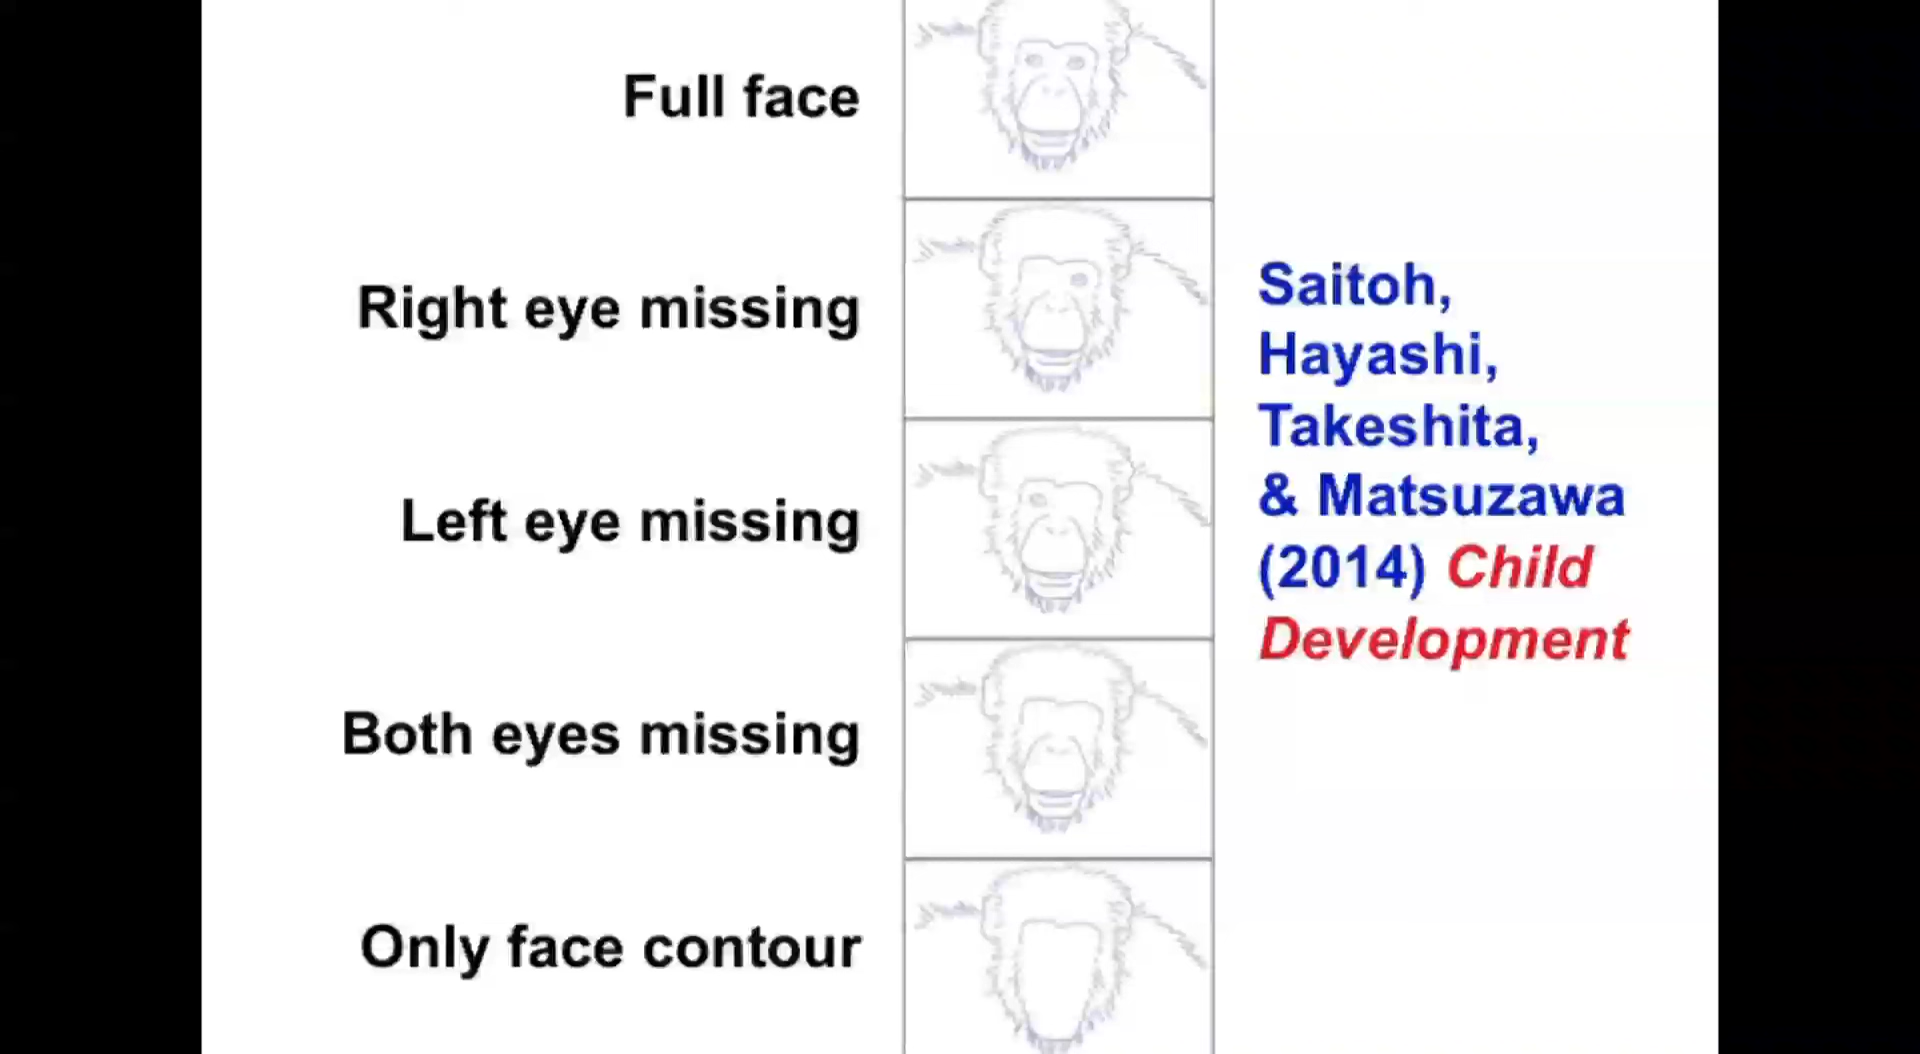 Full face
Right eye missing
Left eye missing
Both eyes missing
Only face contour
Saitoh,
Hayashi,
Takeshita,
& Matsuzawa
(2014) Child
Development